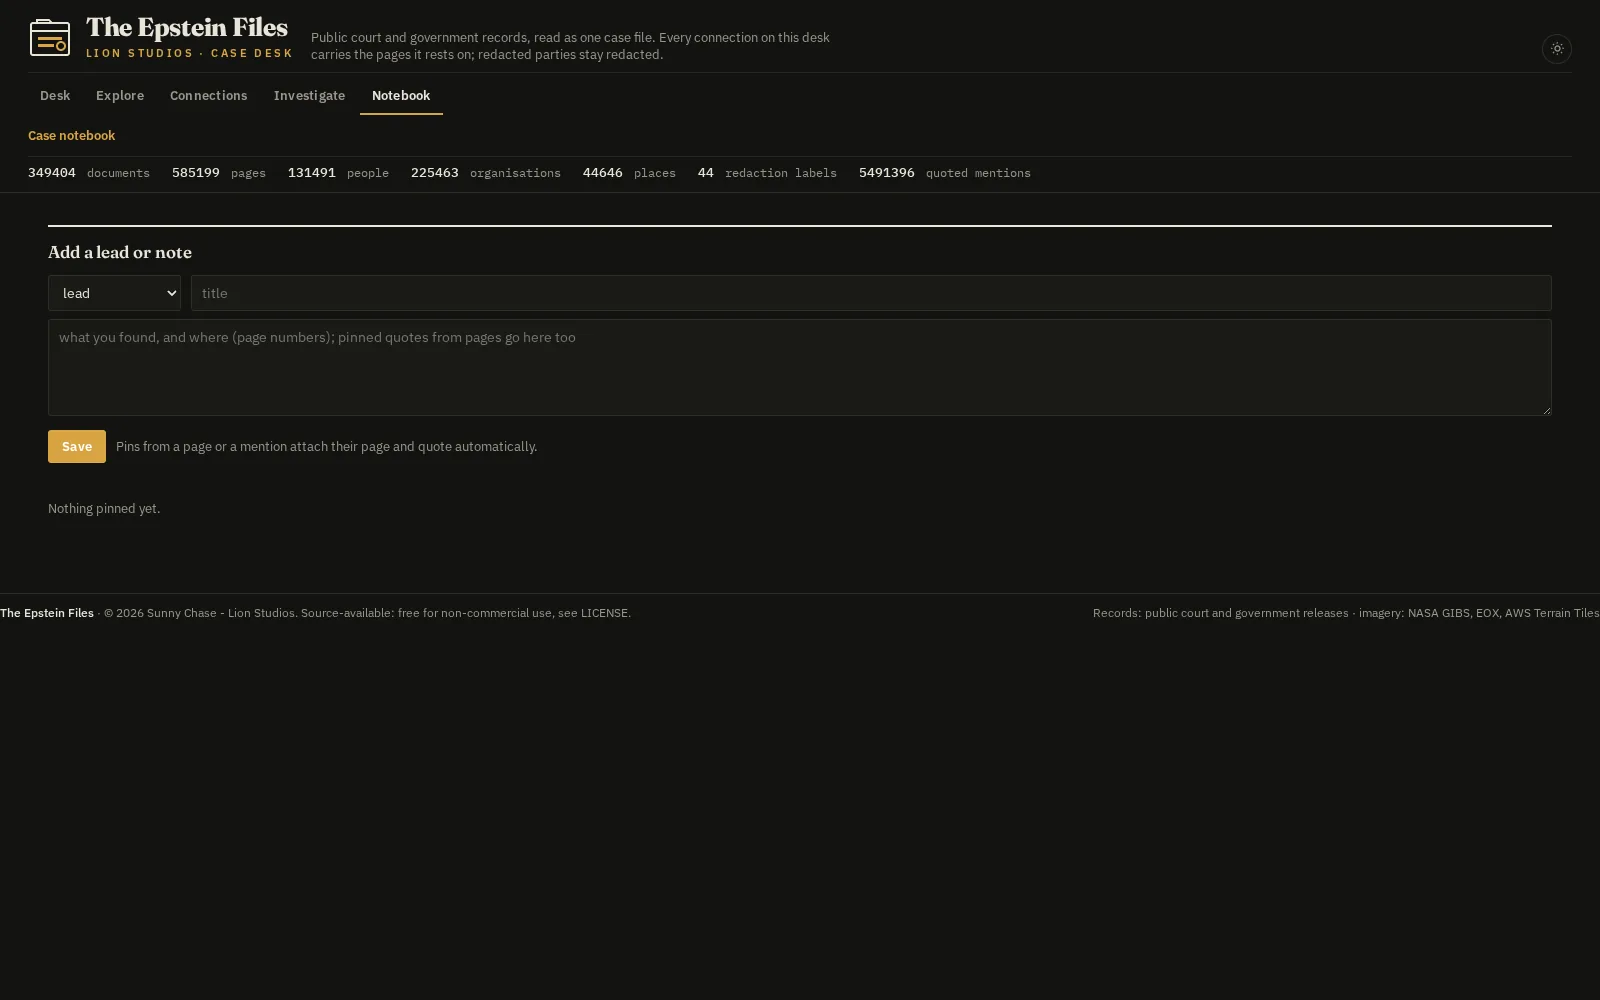 The Epstein Files
LION STUDIOS · CASE DESK
Public court and government records, read as one case file. Every connection on this desk
carries the pages it rests on; redacted parties stay redacted.
Desk Explore Connections Investigate Notebook
Case notebook
349404 documents 585199 pages 131491 people 225463 organisations 44646 places 44 redaction labels 5491396 quoted mentions
Add a lead or note
lead title
what you found, and where (page numbers); pinned quotes from pages go here too
Save Pins from a page or a mention attach their page and quote automatically.
Nothing pinned yet.
The Epstein Files · © 2026 Sunny Chase - Lion Studios. Source-available: free for non-commercial use, see LICENSE. Records: public court and government releases · imagery: NASA GIBS, EOX, AWS Terrain Tiles